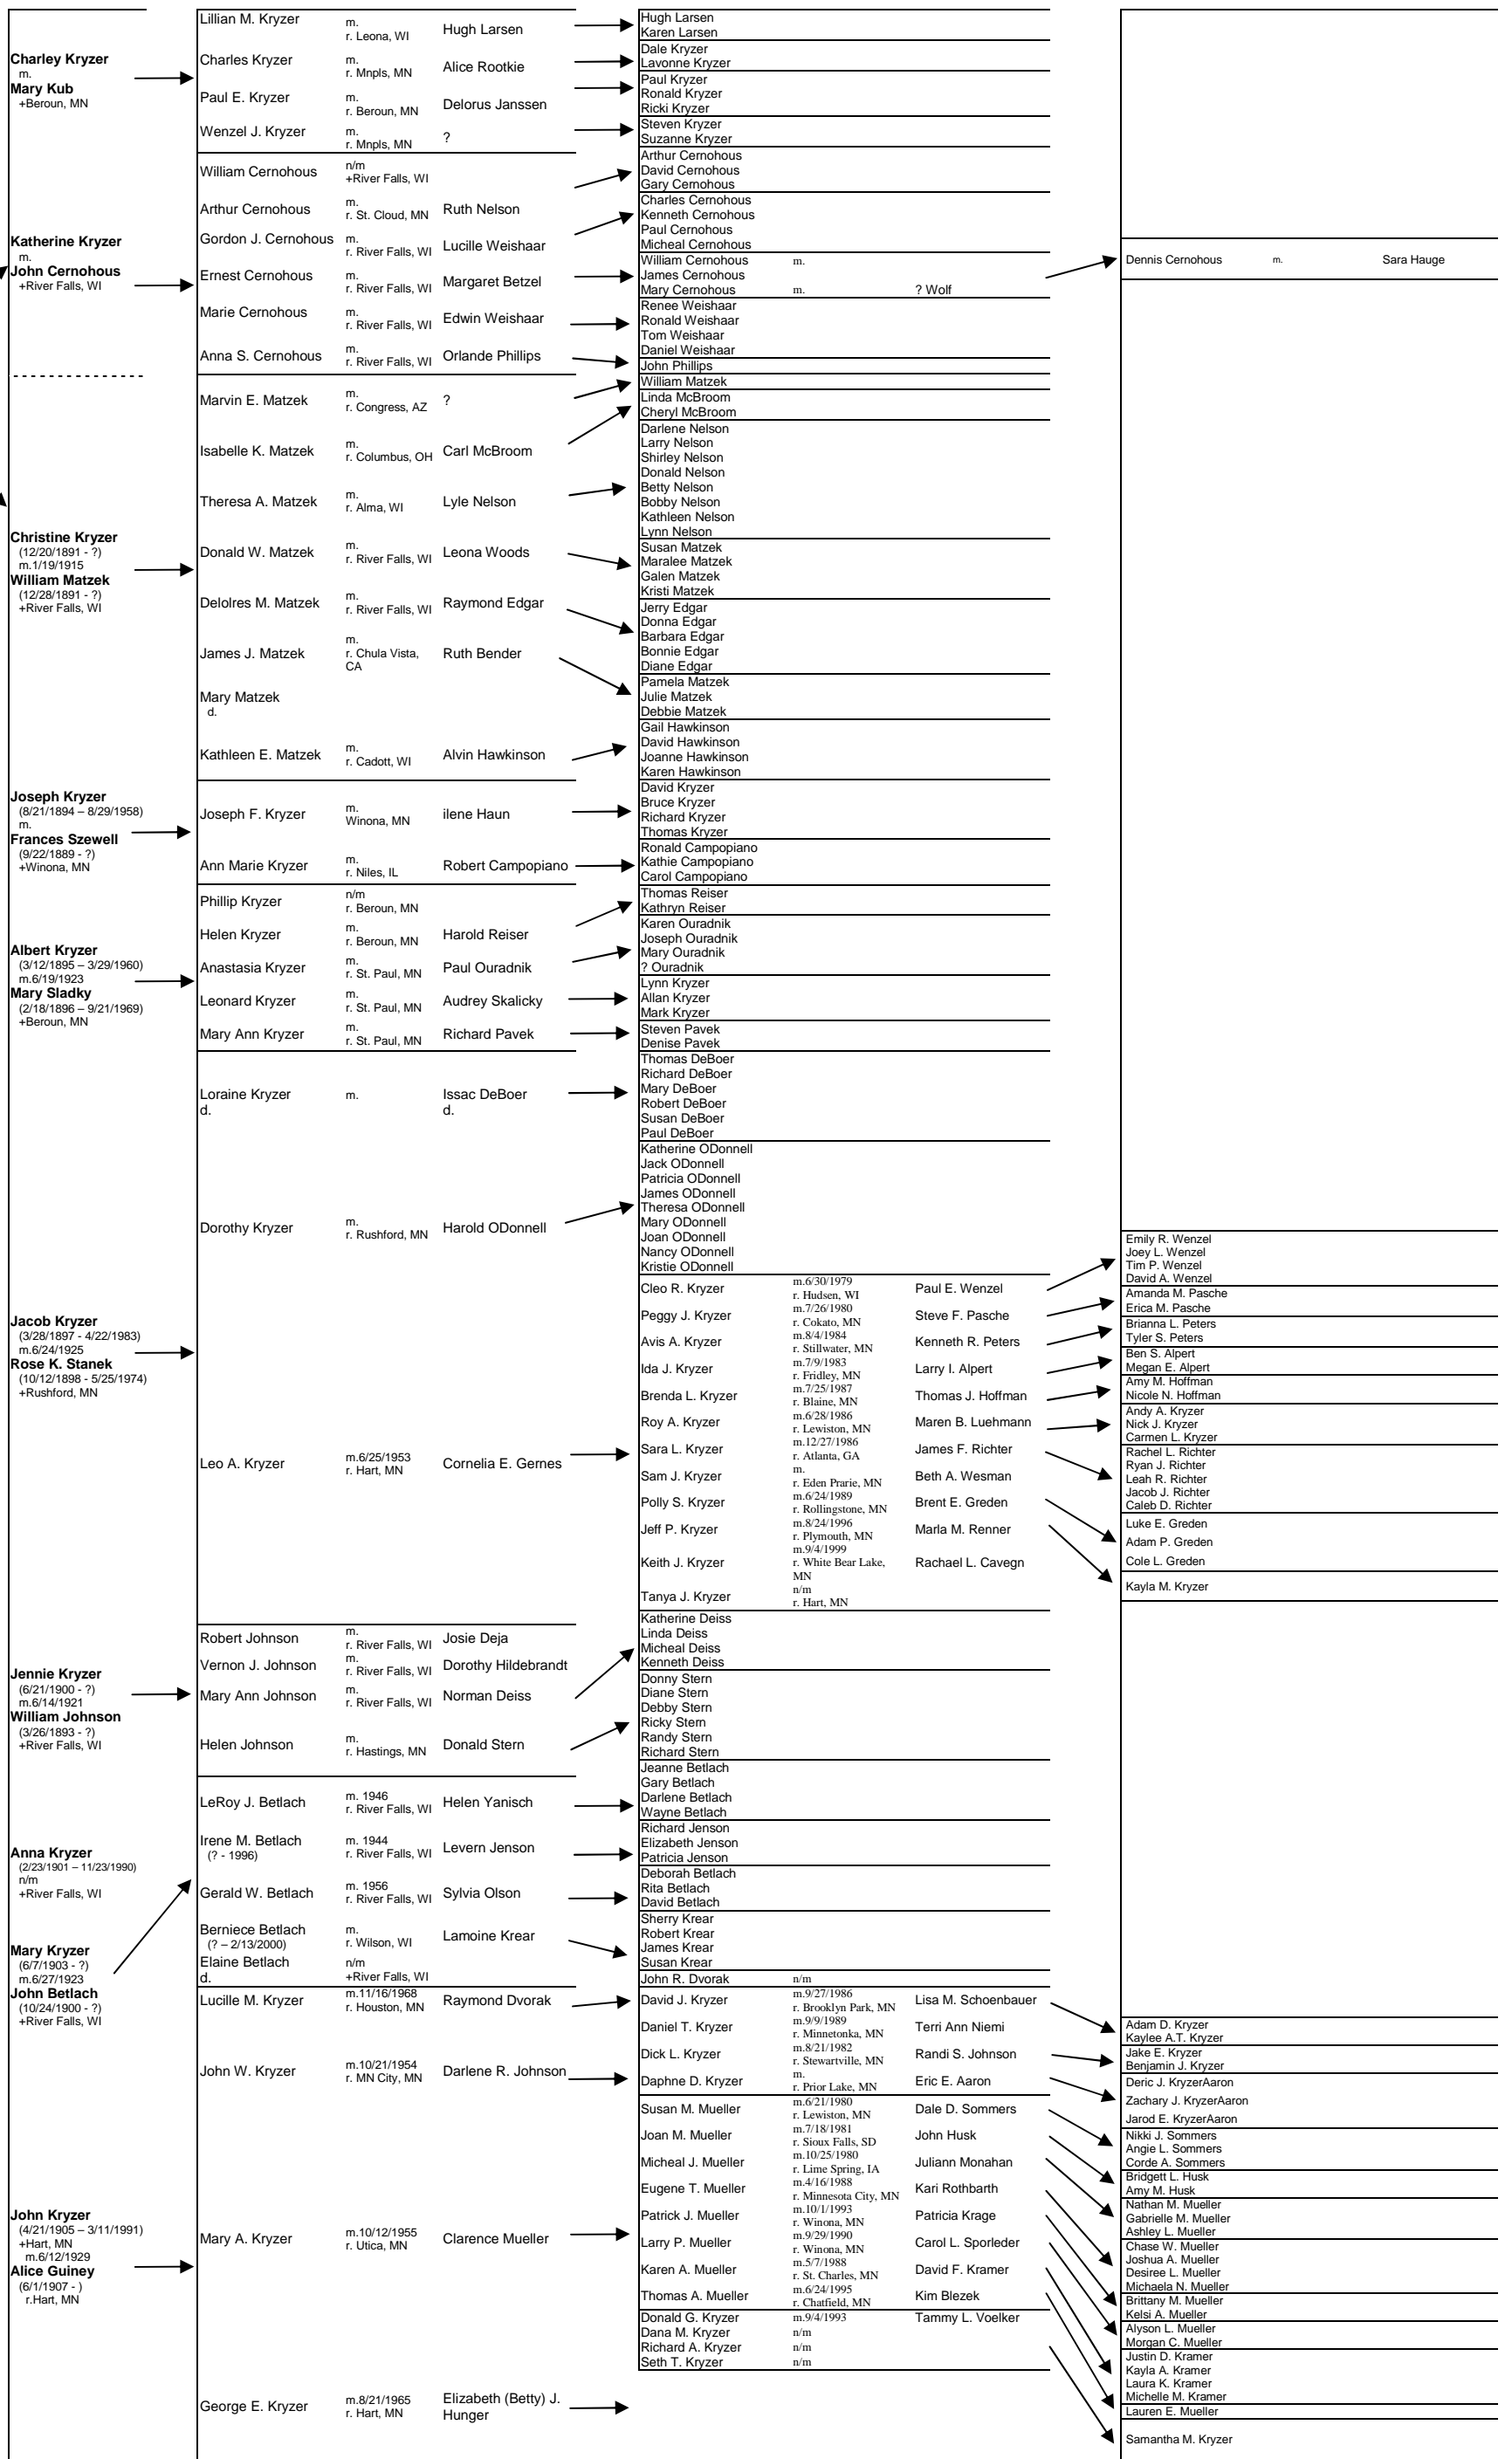 Charley Kryzer
m.
Mary Kub
+Beroun, MN
Katherine Kryzer
m.
John Cernohous
+River Falls, WI
Christine Kryzer
(12/20/1891 - ?)
m.1/19/1915
William Matzek
(12/28/1891 - ?)
+River Falls, WI
Joseph Kryzer
(8/21/1894 – 8/29/1958)
m.
Frances Szewell
(9/22/1889 - ?)
+Winona, MN
Albert Kryzer
(3/12/1895 – 3/29/1960)
m.6/19/1923
Mary Sladky
(2/18/1896 – 9/21/1969)
+Beroun, MN
Jacob Kryzer
(3/28/1897 - 4/22/1983)
m.6/24/1925
Rose K. Stanek
(10/12/1898 - 5/25/1974)
+Rushford, MN
Jennie Kryzer
(6/21/1900 - ?)
m.6/14/1921
William Johnson
(3/26/1893 - ?)
+River Falls, WI
Anna Kryzer
(2/23/1901 – 11/23/1990)
n/m
+River Falls, WI
Mary Kryzer
(6/7/1903 - ?)
m.6/27/1923
John Betlach
(10/24/1900 - ?)
+River Falls, WI
John Kryzer
(4/21/1905 – 3/11/1991)
+Hart, MN
m.6/12/1929
Alice Guiney
(6/1/1907 - )
r.Hart, MN
Lillian M. Kryzer m. Hugh Larsen
r. Leona, WI
Charles Kryzer m. Alice Rootkie
r. Mnpls, MN
Paul E. Kryzer m. Delorus Janssen
r. Beroun, MN
Wenzel J. Kryzer m. ?
r. Mnpls, MN
William Cernohous n/m
+River Falls, WI
Arthur Cernohous m. Ruth Nelson
r. St. Cloud, MN
Gordon J. Cernohous m. Lucille Weishaar
r. River Falls, WI
Ernest Cernohous m. Margaret Betzel
r. River Falls, WI
Marie Cernohous m. Edwin Weishaar
r. River Falls, WI
Anna S. Cernohous m. Orlande Phillips
r. River Falls, WI
Marvin E. Matzek m. ?
r. Congress, AZ
Isabelle K. Matzek m. Carl McBroom
r. Columbus, OH
Theresa A. Matzek m. Lyle Nelson
r. Alma, WI
Donald W. Matzek m. Leona Woods
r. River Falls, WI
Delolres M. Matzek m. Raymond Edgar
r. River Falls, WI
James J. Matzek m. Ruth Bender
r. Chula Vista,
CA
Mary Matzek
d.
Kathleen E. Matzek m. Alvin Hawkinson
r. Cadott, WI
Joseph F. Kryzer m. ilene Haun
Winona, MN
Ann Marie Kryzer m. Robert Campopiano
r. Niles, IL
Phillip Kryzer n/m
r. Beroun, MN
Helen Kryzer m. Harold Reiser
r. Beroun, MN
Anastasia Kryzer m. Paul Ouradnik
r. St. Paul, MN
Leonard Kryzer m. Audrey Skalicky
r. St. Paul, MN
Mary Ann Kryzer m. Richard Pavek
r. St. Paul, MN
Loraine Kryzer m. Issac DeBoer
d. d.
Dorothy Kryzer m. Harold ODonnell
r. Rushford, MN
Leo A. Kryzer m.6/25/1953 Cornelia E. Gernes
r. Hart, MN
Robert Johnson m. Josie Deja
r. River Falls, WI
Vernon J. Johnson m. Dorothy Hildebrandt
r. River Falls, WI
Mary Ann Johnson m. Norman Deiss
r. River Falls, WI
Helen Johnson m. Donald Stern
r. Hastings, MN
LeRoy J. Betlach m. 1946 Helen Yanisch
r. River Falls, WI
Irene M. Betlach m. 1944 Levern Jenson
(? - 1996) r. River Falls, WI
Gerald W. Betlach m. 1956 Sylvia Olson
r. River Falls, WI
Berniece Betlach m. Lamoine Krear
(? – 2/13/2000) r. Wilson, WI
Elaine Betlach n/m
d. +River Falls, WI
Lucille M. Kryzer m.11/16/1968 Raymond Dvorak
r. Houston, MN
John W. Kryzer m.10/21/1954 Darlene R. Johnson
r. MN City, MN
Mary A. Kryzer m.10/12/1955 Clarence Mueller
r. Utica, MN
George E. Kryzer m.8/21/1965 Elizabeth (Betty) J.
r. Hart, MN Hunger
Hugh Larsen
Karen Larsen
Dale Kryzer
Lavonne Kryzer
Paul Kryzer
Ronald Kryzer
Ricki Kryzer
Steven Kryzer
Suzanne Kryzer
Arthur Cernohous
David Cernohous
Gary Cernohous
Charles Cernohous
Kenneth Cernohous
Paul Cernohous
Micheal Cernohous
William Cernohous m.
James Cernohous
Mary Cernohous m. ? Wolf
Renee Weishaar
Ronald Weishaar
Tom Weishaar
Daniel Weishaar
John Phillips
William Matzek
Linda McBroom
Cheryl McBroom
Darlene Nelson
Larry Nelson
Shirley Nelson
Donald Nelson
Betty Nelson
Bobby Nelson
Kathleen Nelson
Lynn Nelson
Susan Matzek
Maralee Matzek
Galen Matzek
Kristi Matzek
Jerry Edgar
Donna Edgar
Barbara Edgar
Bonnie Edgar
Diane Edgar
Pamela Matzek
Julie Matzek
Debbie Matzek
Gail Hawkinson
David Hawkinson
Joanne Hawkinson
Karen Hawkinson
David Kryzer
Bruce Kryzer
Richard Kryzer
Thomas Kryzer
Ronald Campopiano
Kathie Campopiano
Carol Campopiano
Thomas Reiser
Kathryn Reiser
Karen Ouradnik
Joseph Ouradnik
Mary Ouradnik
? Ouradnik
Lynn Kryzer
Allan Kryzer
Mark Kryzer
Steven Pavek
Denise Pavek
Thomas DeBoer
Richard DeBoer
Mary DeBoer
Robert DeBoer
Susan DeBoer
Paul DeBoer
Katherine ODonnell
Jack ODonnell
Patricia ODonnell
James ODonnell
Theresa ODonnell
Mary ODonnell
Joan ODonnell
Nancy ODonnell
Kristie ODonnell
Cleo R. Kryzer m.6/30/1979 Paul E. Wenzel
r. Hudsen, WI
Peggy J. Kryzer m.7/26/1980 Steve F. Pasche
r. Cokato, MN
Avis A. Kryzer m.8/4/1984 Kenneth R. Peters
r. Stillwater, MN
Ida J. Kryzer m.7/9/1983 Larry I. Alpert
r. Fridley, MN
Brenda L. Kryzer m.7/25/1987 Thomas J. Hoffman
r. Blaine, MN
Roy A. Kryzer m.6/28/1986 Maren B. Luehmann
r. Lewiston, MN
Sara L. Kryzer m.12/27/1986 James F. Richter
r. Atlanta, GA
Sam J. Kryzer m. Beth A. Wesman
r. Eden Prarie, MN
Polly S. Kryzer m.6/24/1989 Brent E. Greden
r. Rollingstone, MN
Jeff P. Kryzer m.8/24/1996 Marla M. Renner
r. Plymouth, MN
Keith J. Kryzer m.9/4/1999 Rachael L. Cavegn
r. White Bear Lake,
MN
Tanya J. Kryzer n/m
r. Hart, MN
Katherine Deiss
Linda Deiss
Micheal Deiss
Kenneth Deiss
Donny Stern
Diane Stern
Debby Stern
Ricky Stern
Randy Stern
Richard Stern
Jeanne Betlach
Gary Betlach
Darlene Betlach
Wayne Betlach
Richard Jenson
Elizabeth Jenson
Patricia Jenson
Deborah Betlach
Rita Betlach
David Betlach
Sherry Krear
Robert Krear
James Krear
Susan Krear
John R. Dvorak n/m
David J. Kryzer m.9/27/1986 Lisa M. Schoenbauer
r. Brooklyn Park, MN
Daniel T. Kryzer m.9/9/1989 Terri Ann Niemi
r. Minnetonka, MN
Dick L. Kryzer m.8/21/1982 Randi S. Johnson
r. Stewartville, MN
Daphne D. Kryzer m. Eric E. Aaron
r. Prior Lake, MN
Susan M. Mueller m.6/21/1980 Dale D. Sommers
r. Lewiston, MN
Joan M. Mueller m.7/18/1981 John Husk
r. Sioux Falls, SD
Micheal J. Mueller m.10/25/1980 Juliann Monahan
r. Lime Spring, IA
Eugene T. Mueller m.4/16/1988 Kari Rothbarth
r. Minnesota City, MN
Patrick J. Mueller m.10/1/1993 Patricia Krage
r. Winona, MN
Larry P. Mueller m.9/29/1990 Carol L. Sporleder
r. Winona, MN
Karen A. Mueller m.5/7/1988 David F. Kramer
r. St. Charles, MN
Thomas A. Mueller m.6/24/1995 Kim Blezek
r. Chatfield, MN
Donald G. Kryzer m.9/4/1993 Tammy L. Voelker
Dana M. Kryzer n/m
Richard A. Kryzer n/m
Seth T. Kryzer n/m
Dennis Cernohous m. Sara Hauge
Emily R. Wenzel
Joey L. Wenzel
Tim P. Wenzel
David A. Wenzel
Amanda M. Pasche
Erica M. Pasche
Brianna L. Peters
Tyler S. Peters
Ben S. Alpert
Megan E. Alpert
Amy M. Hoffman
Nicole N. Hoffman
Andy A. Kryzer
Nick J. Kryzer
Carmen L. Kryzer
Rachel L. Richter
Ryan J. Richter
Leah R. Richter
Jacob J. Richter
Caleb D. Richter
Luke E. Greden
Adam P. Greden
Cole L. Greden
Kayla M. Kryzer
Adam D. Kryzer
Kaylee A.T. Kryzer
Jake E. Kryzer
Benjamin J. Kryzer
Deric J. KryzerAaron
Zachary J. KryzerAaron
Jarod E. KryzerAaron
Nikki J. Sommers
Angie L. Sommers
Corde A. Sommers
Bridgett L. Husk
Amy M. Husk
Nathan M. Mueller
Gabrielle M. Mueller
Ashley L. Mueller
Chase W. Mueller
Joshua A. Mueller
Desiree L. Mueller
Michaela N. Mueller
Brittany M. Mueller
Kelsi A. Mueller
Alyson L. Mueller
Morgan C. Mueller
Justin D. Kramer
Kayla A. Kramer
Laura K. Kramer
Michelle M. Kramer
Lauren E. Mueller
Samantha M. Kryzer